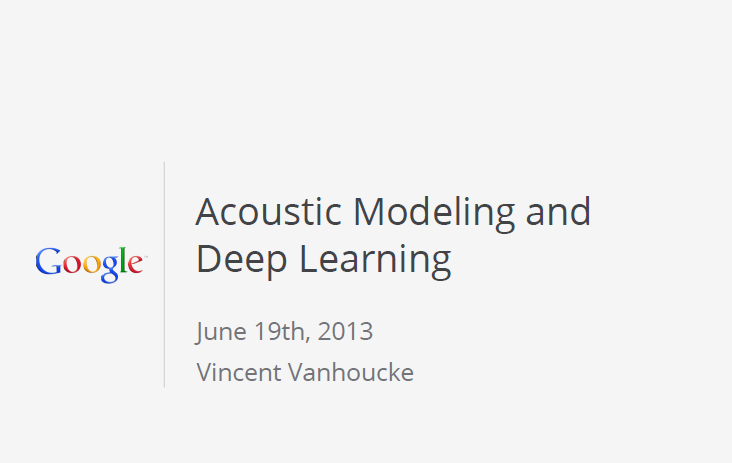 Google
Acoustic Modeling and
Deep Learning
June 19th, 2013
Vincent Vanhoucke